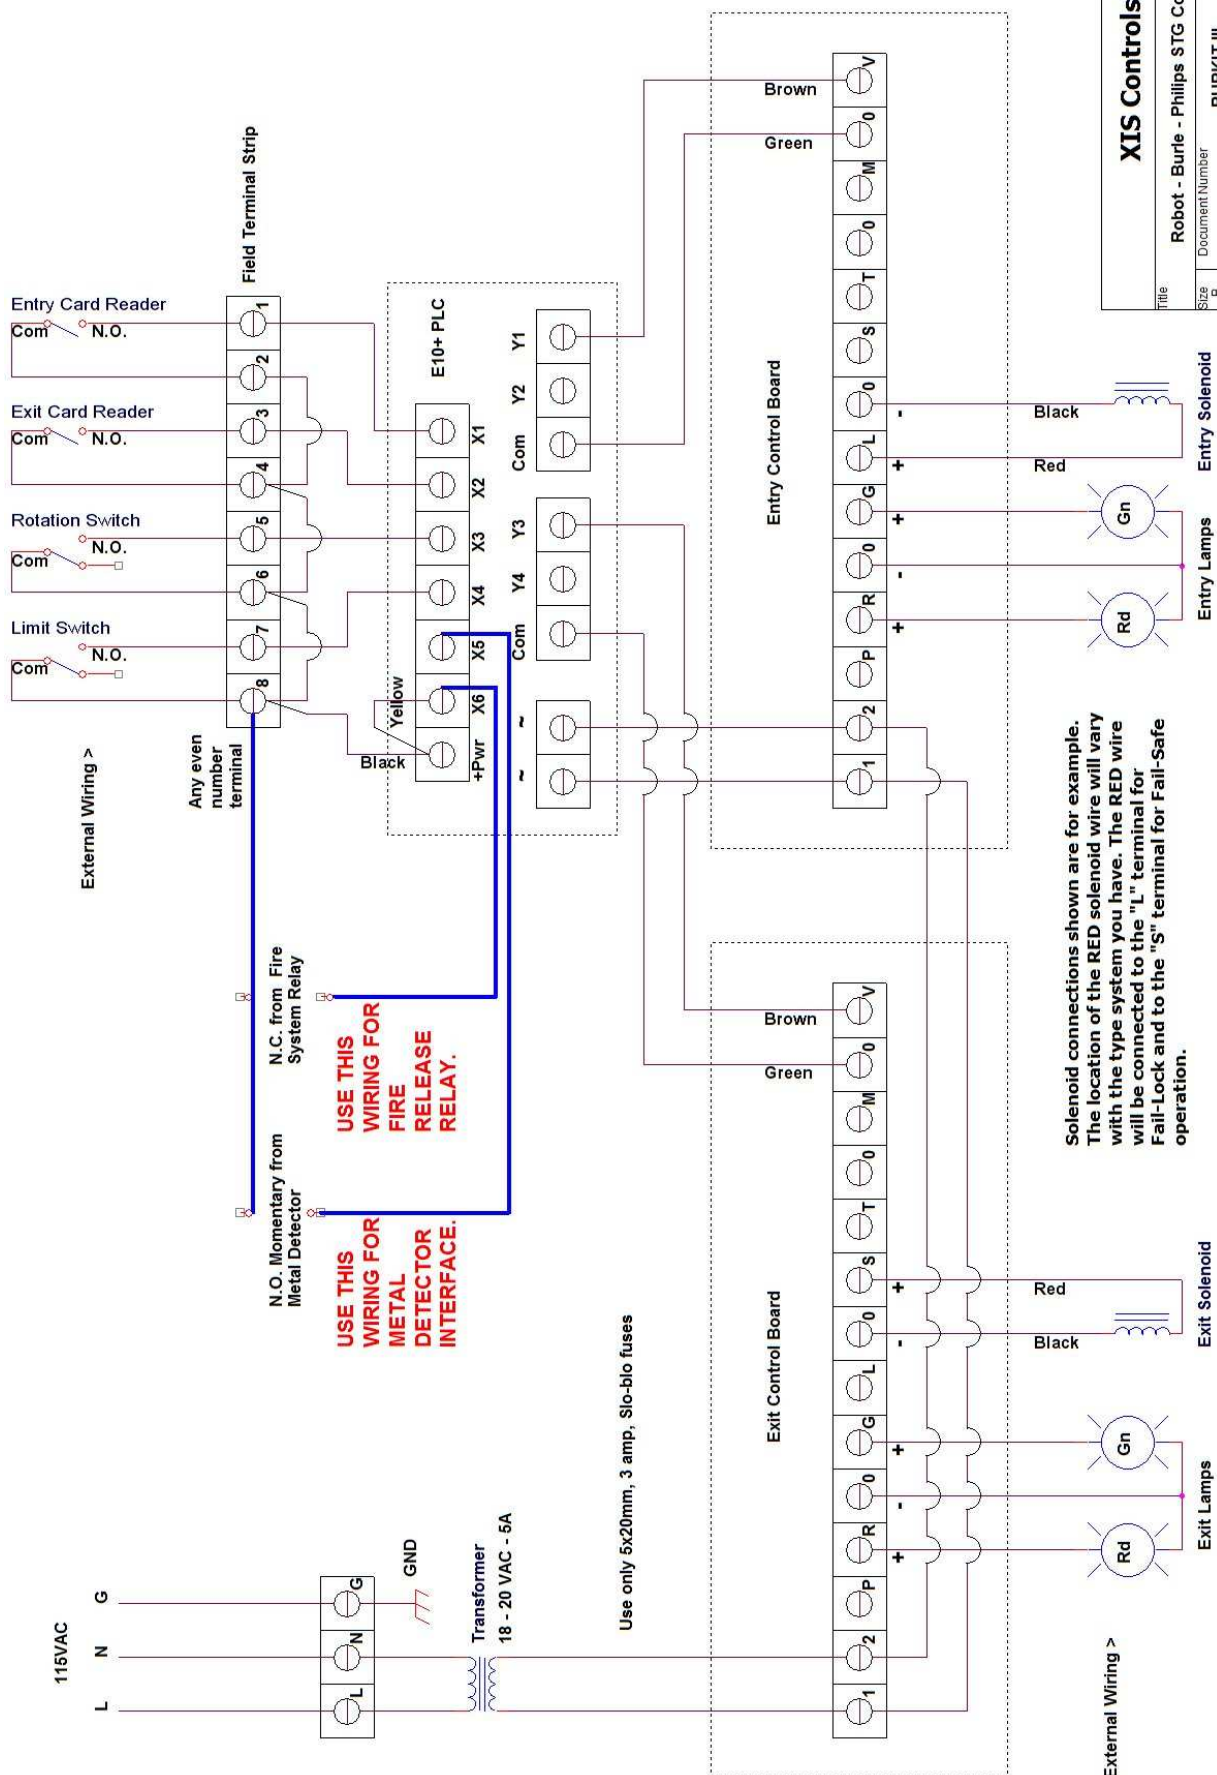 115VAC
L
N
G
L
N
G
GND
Transformer
18 - 20 VAC - 5A
Use only 5x20mm, 3 amp, Slo-blo fuses
External Wiring >
Limit Switch
Com
N.O.
Rotation Switch
Com
N.O.
Exit Card Reader
Com
N.O.
Entry Card Reader
Com
N.O.
Field Terminal Strip
8
7
6
5
4
3
2
1
Any even
number
terminal
N.O. Momentary from
Metal Detector
USE THIS
WIRING FOR
METAL
DETECTOR
INTERFACE.
N.C. from Fire
System Relay
USE THIS
WIRING FOR
FIRE
RELEASE
RELAY.
Black
Yellow
E10+ PLC
+Pwr
X6
X5
X4
X3
X2
X1
~
~
Com
Y4
Y3
Com
Y2
Y1
Exit Control Board
Green
Brown
1
2
P
R
0
G
L
0
S
T
0
M
0
V
+
-
+
-
+
Black
Red
Rd
Gn
Exit Lamps
Exit Solenoid
External Wiring >
Entry Control Board
Green
Brown
1
2
P
R
0
G
L
0
S
T
0
M
0
V
+
-
+
+
-
Red
Black
Rd
Gn
Entry Lamps
Entry Solenoid
Solenoid connections shown are for example.
The location of the RED solenoid wire will vary
with the type system you have. The RED wire
will be connected to the "L" terminal for
Fail-Lock and to the "S" terminal for Fail-Safe
operation.
XIS Controls
Title
Robot - Burle - Philips STG
Size
Document Number